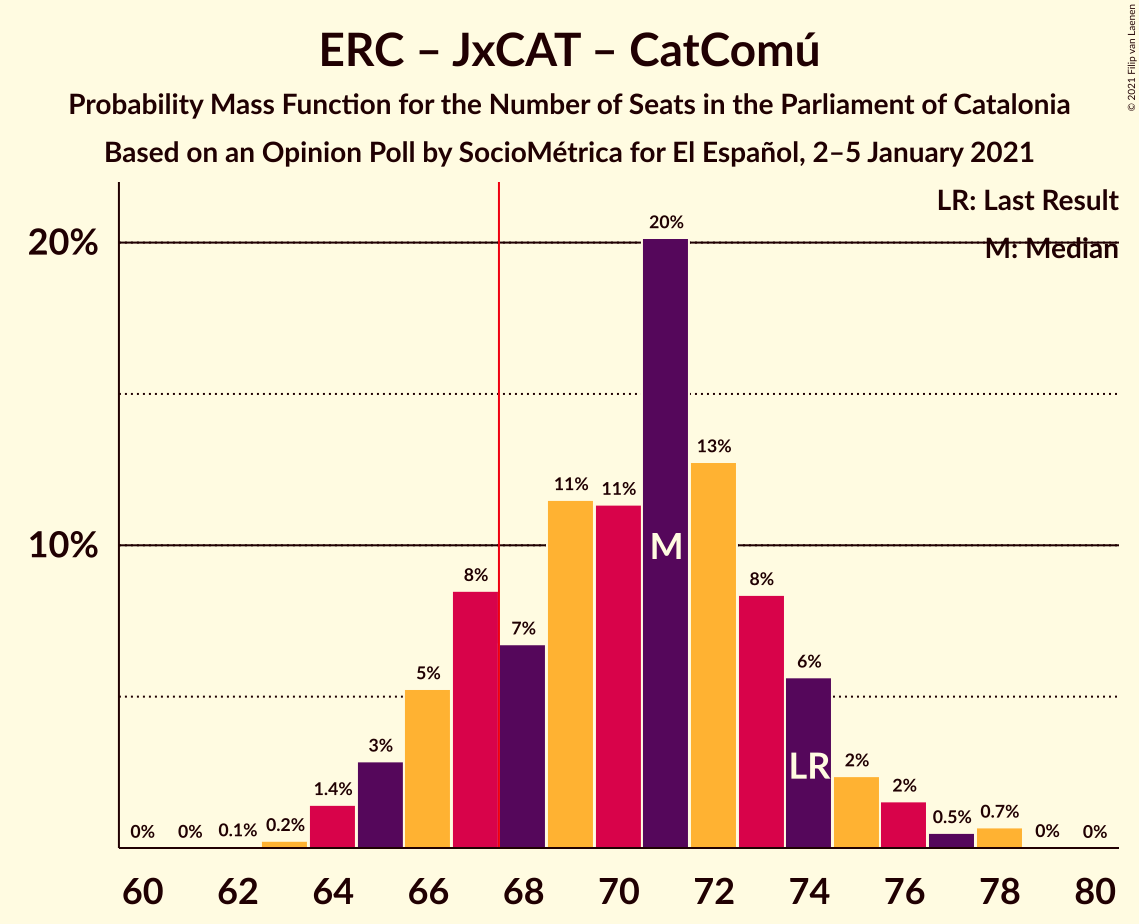 ERC – JxCAT – CatComú
Probability Mass Function for the Number of Seats in the Parliament of Catalonia
Based on an Opinion Poll by SocioMétrica for El Español, 2–5 January 2021
© 2021 Filip van Laenen
LR: Last Result
M: Median
20%
10%
0%
0%
0.1%
0.2%
1.4%
3%
5%
8%
7%
11%
11%
20%
13%
8%
6%
2%
2%
0.5%
0.7%
0%
0%
M
LR
60 62 64 66 68 70 72 74 76 78 80